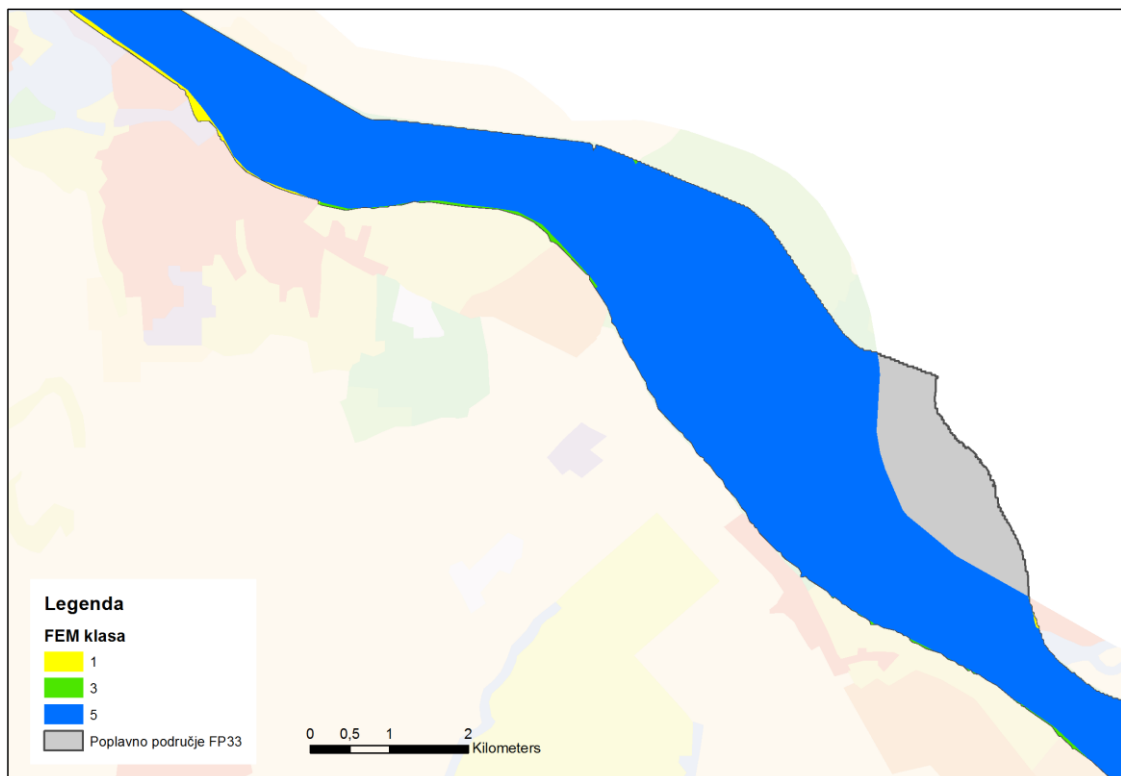 Legenda
FEM klasa
1
3
5
Poplavno područje FP33
0 0,5 1 2
Kilometers